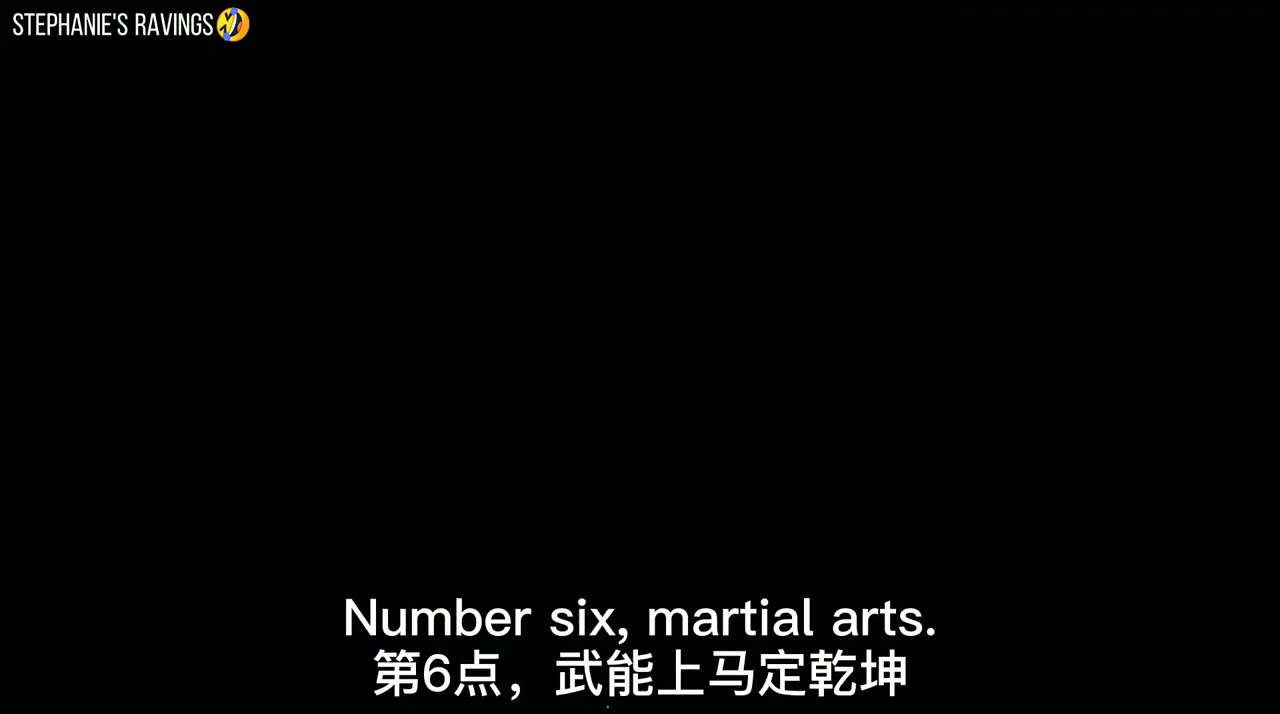 STEPHANIE'S RAVINGS🤣
Number six, martial arts.
第6点，武能上马定乾坤